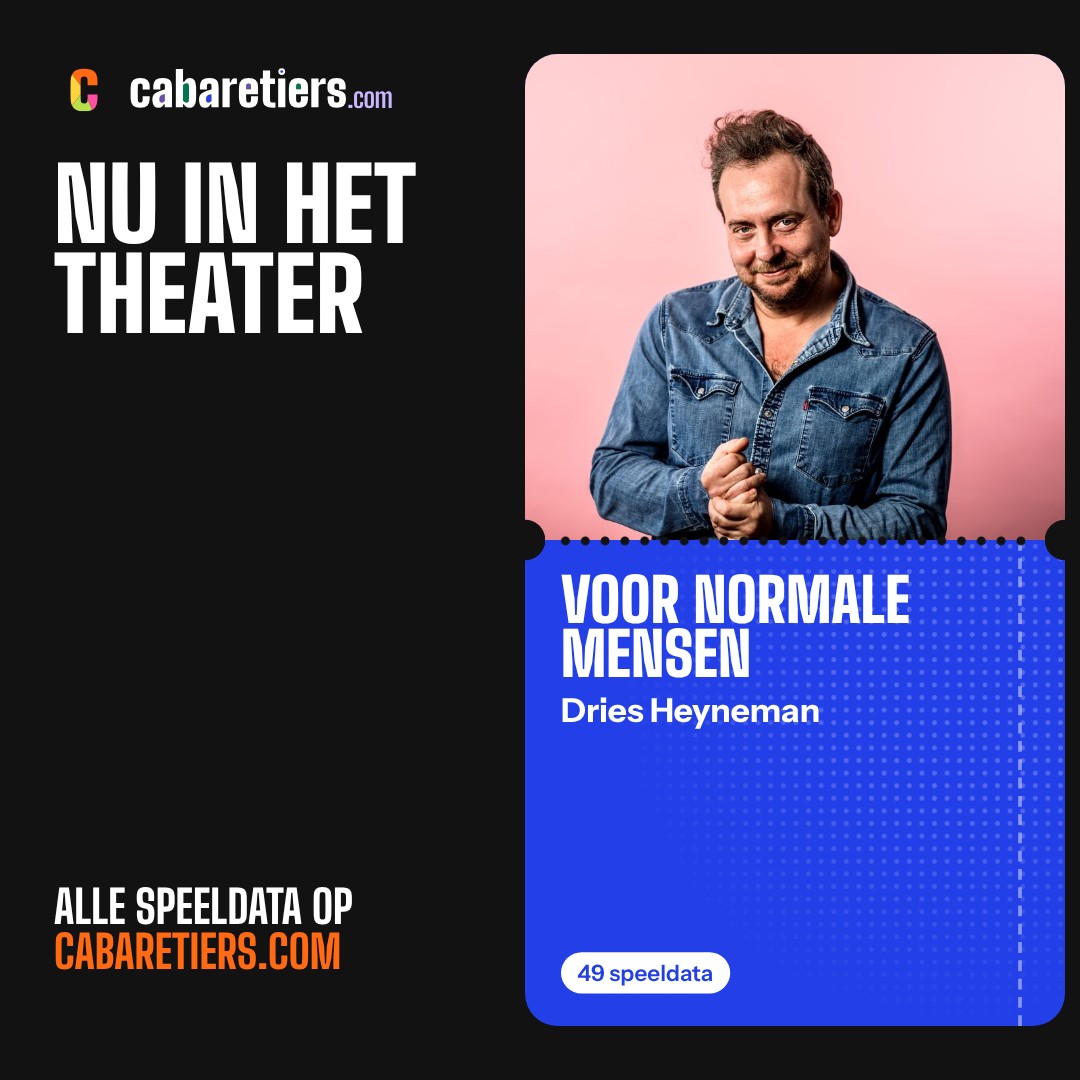 cabaretiers.com
NU IN HET
THEATER
VOOR NORMALE
MENSEN
Dries Heyneman
49 speeldata
ALLE SPEELDATA OP
CABARETIERS.COM